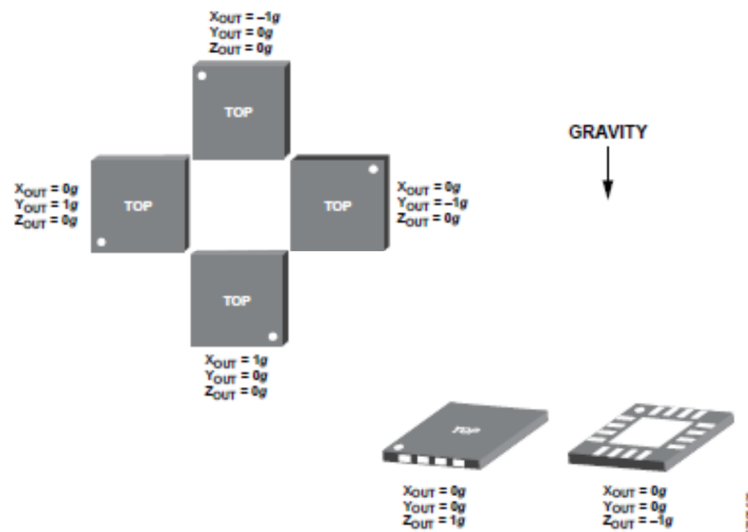 XOUT = –1g
YOUT = 0g
ZOUT = 0g
TOP
GRAVITY
XOUT = 0g
YOUT = 1g
ZOUT = 0g
TOP
TOP
XOUT = 0g
YOUT = –1g
ZOUT = 0g
TOP
XOUT = 1g
YOUT = 0g
ZOUT = 0g
TOP
XOUT = 0g
YOUT = 0g
ZOUT = 1g
XOUT = 0g
YOUT = 0g
ZOUT = –1g